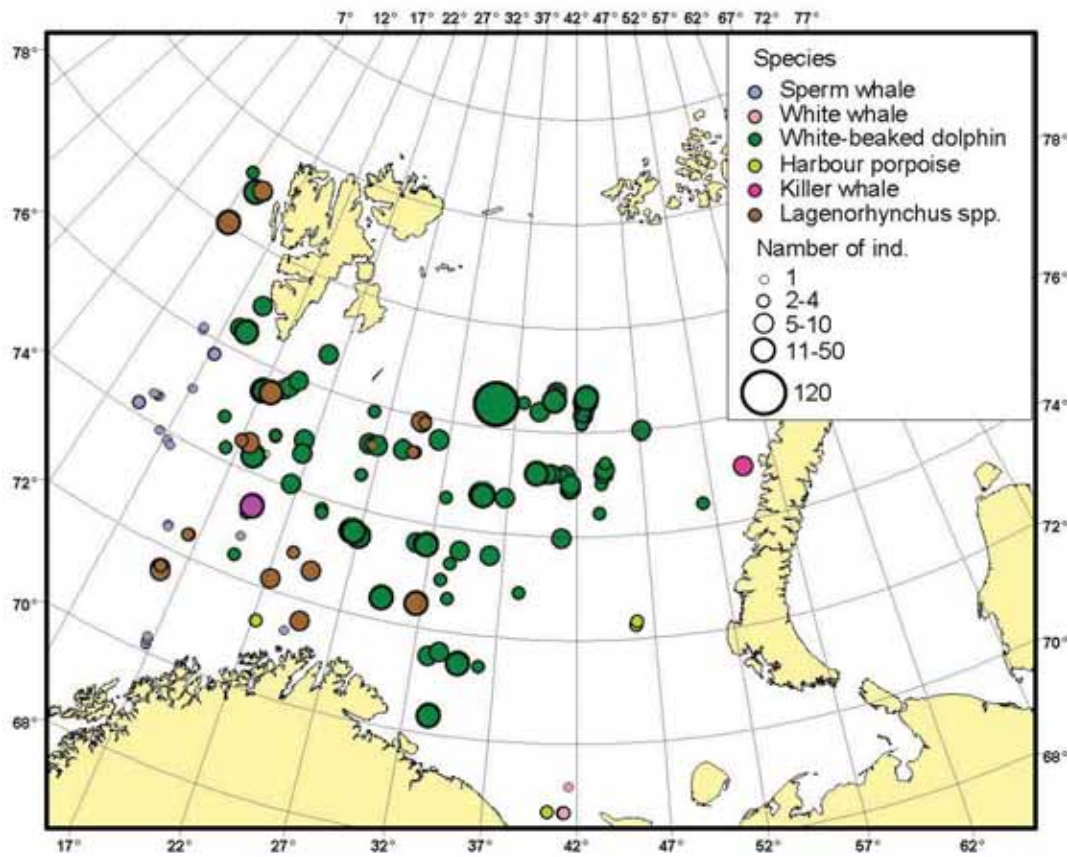 7° 12° 17° 22° 27° 32° 37° 42° 47° 52° 57° 62° 67° 72° 77°
78°
76°
74°
72°
70°
68°
Species
Sperm whale
White whale
White-beaked dolphin
Harbour porpoise
Killer whale
Lagenorhynchus spp.
Namber of ind.
1
2-4
5-10
11-50
120
78°
76°
74°
72°
70°
68°
17° 22° 27° 32° 37° 42° 47° 52° 57° 62°